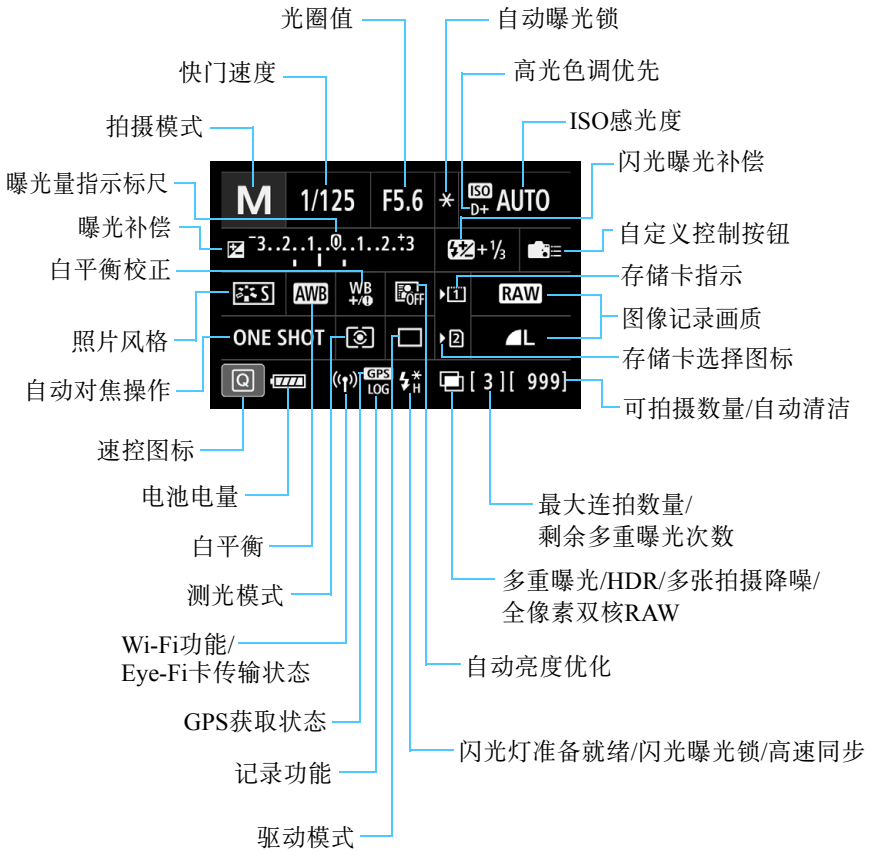 光圈值
自动曝光锁
快门速度
高光色调优先
拍摄模式
ISO感光度
闪光曝光补偿
曝光量指示标尺
曝光补偿
白平衡校正
自定义控制按钮
存储卡指示
照片风格
图像记录画质
自动对焦操作
存储卡选择图标
可拍摄数量/自动清洁
M 1/125 F5.6 ISO D+ AUTO
-3..2..1..0..1..2.+3 +1/3
S AWB WB +/- OFF 1 RAW
ONE SHOT 2 L
Q GPS LOG H [ 3 ][ 999]
速控图标
电池电量
最大连拍数量/
剩余多重曝光次数
白平衡
测光模式
多重曝光/HDR/多张拍摄降噪/
全像素双核RAW
Wi-Fi功能/
Eye-Fi卡传输状态
自动亮度优化
GPS获取状态
闪光灯准备就绪/闪光曝光锁/高速同步
记录功能
驱动模式